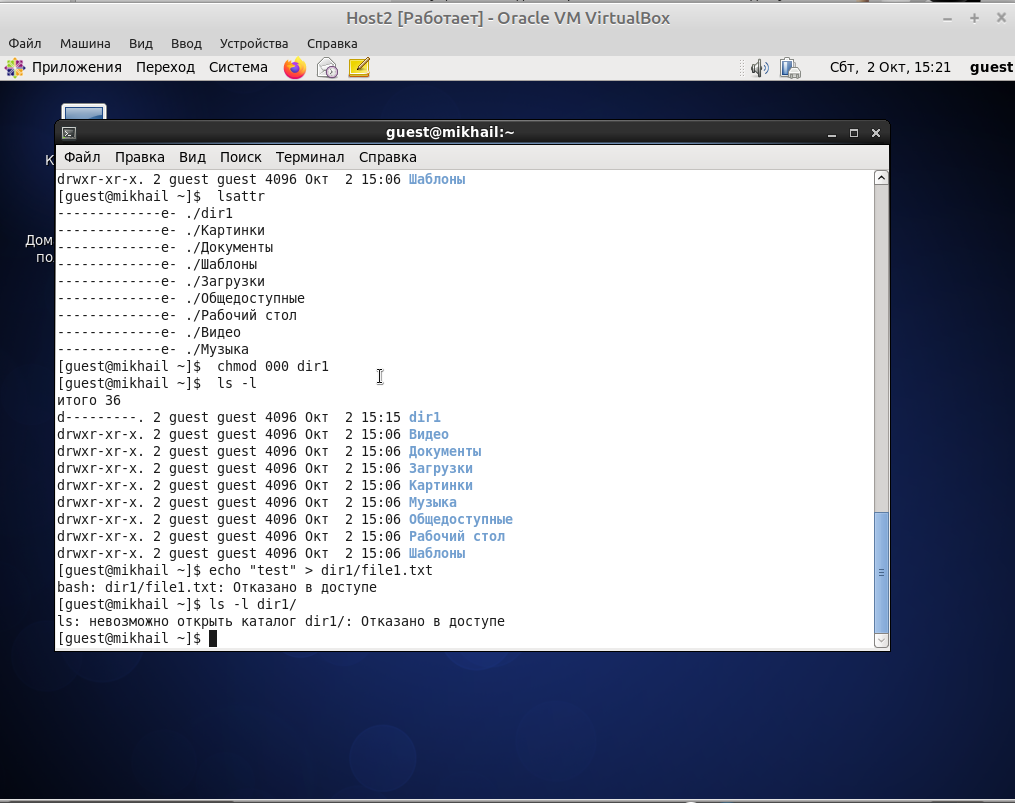 Host2 [Работает] - Oracle VM VirtualBox
Файл Машина Вид Ввод Устройства Справка
Приложения Переход Система Сбт, 2 Окт, 15:21 guest
guest@mikhail:~
Файл Правка Вид Поиск Терминал Справка
drwxr-xr-x. 2 guest guest 4096 Окт  2 15:06 Шаблоны
[guest@mikhail ~]$  lsattr
-------------e- ./dir1
-------------e- ./Картинки
-------------e- ./Документы
-------------e- ./Шаблоны
-------------e- ./Загрузки
-------------e- ./Общедоступные
-------------e- ./Рабочий стол
-------------e- ./Видео
-------------e- ./Музыка
[guest@mikhail ~]$  chmod 000 dir1
[guest@mikhail ~]$  ls -l
итого 36
d---------. 2 guest guest 4096 Окт  2 15:15 dir1
drwxr-xr-x. 2 guest guest 4096 Окт  2 15:06 Видео
drwxr-xr-x. 2 guest guest 4096 Окт  2 15:06 Документы
drwxr-xr-x. 2 guest guest 4096 Окт  2 15:06 Загрузки
drwxr-xr-x. 2 guest guest 4096 Окт  2 15:06 Картинки
drwxr-xr-x. 2 guest guest 4096 Окт  2 15:06 Музыка
drwxr-xr-x. 2 guest guest 4096 Окт  2 15:06 Общедоступные
drwxr-xr-x. 2 guest guest 4096 Окт  2 15:06 Рабочий стол
drwxr-xr-x. 2 guest guest 4096 Окт  2 15:06 Шаблоны
[guest@mikhail ~]$ echo "test" > dir1/file1.txt
bash: dir1/file1.txt: Отказано в доступе
[guest@mikhail ~]$ ls -l dir1/
ls: невозможно открыть каталог dir1/: Отказано в доступе
[guest@mikhail ~]$
К
Дом
по